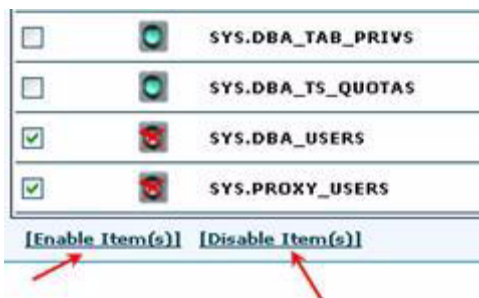 SYS.DBA_TAB_PRIVS
SYS.DBA_TS_QUOTAS
SYS.DBA_USERS
SYS.PROXY_USERS
[Enable Item(s)] [Disable Item(s)]